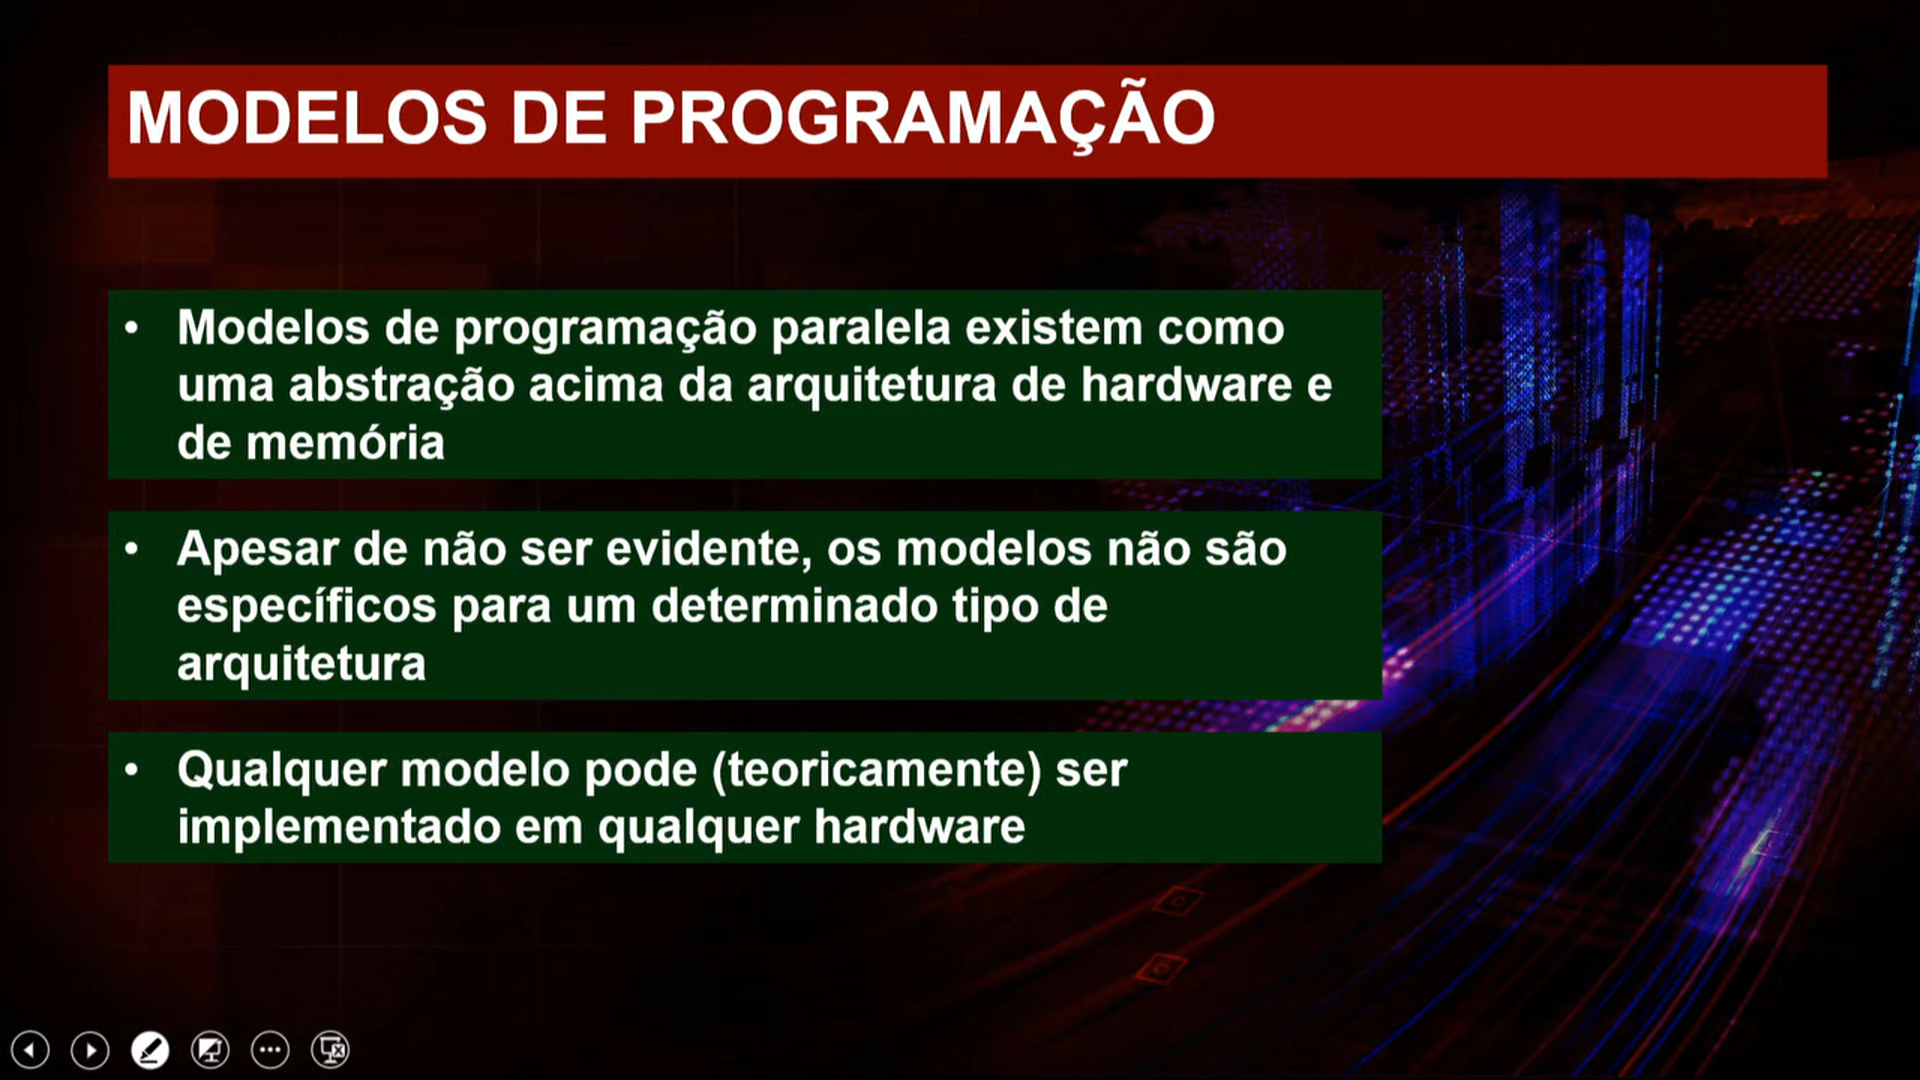 MODELOS DE PROGRAMAÇÃO
• Modelos de programação paralela existem como
uma abstração acima da arquitetura de hardware e
de memória
• Apesar de não ser evidente, os modelos não são
específicos para um determinado tipo de
arquitetura
• Qualquer modelo pode (teoricamente) ser
implementado em qualquer hardware